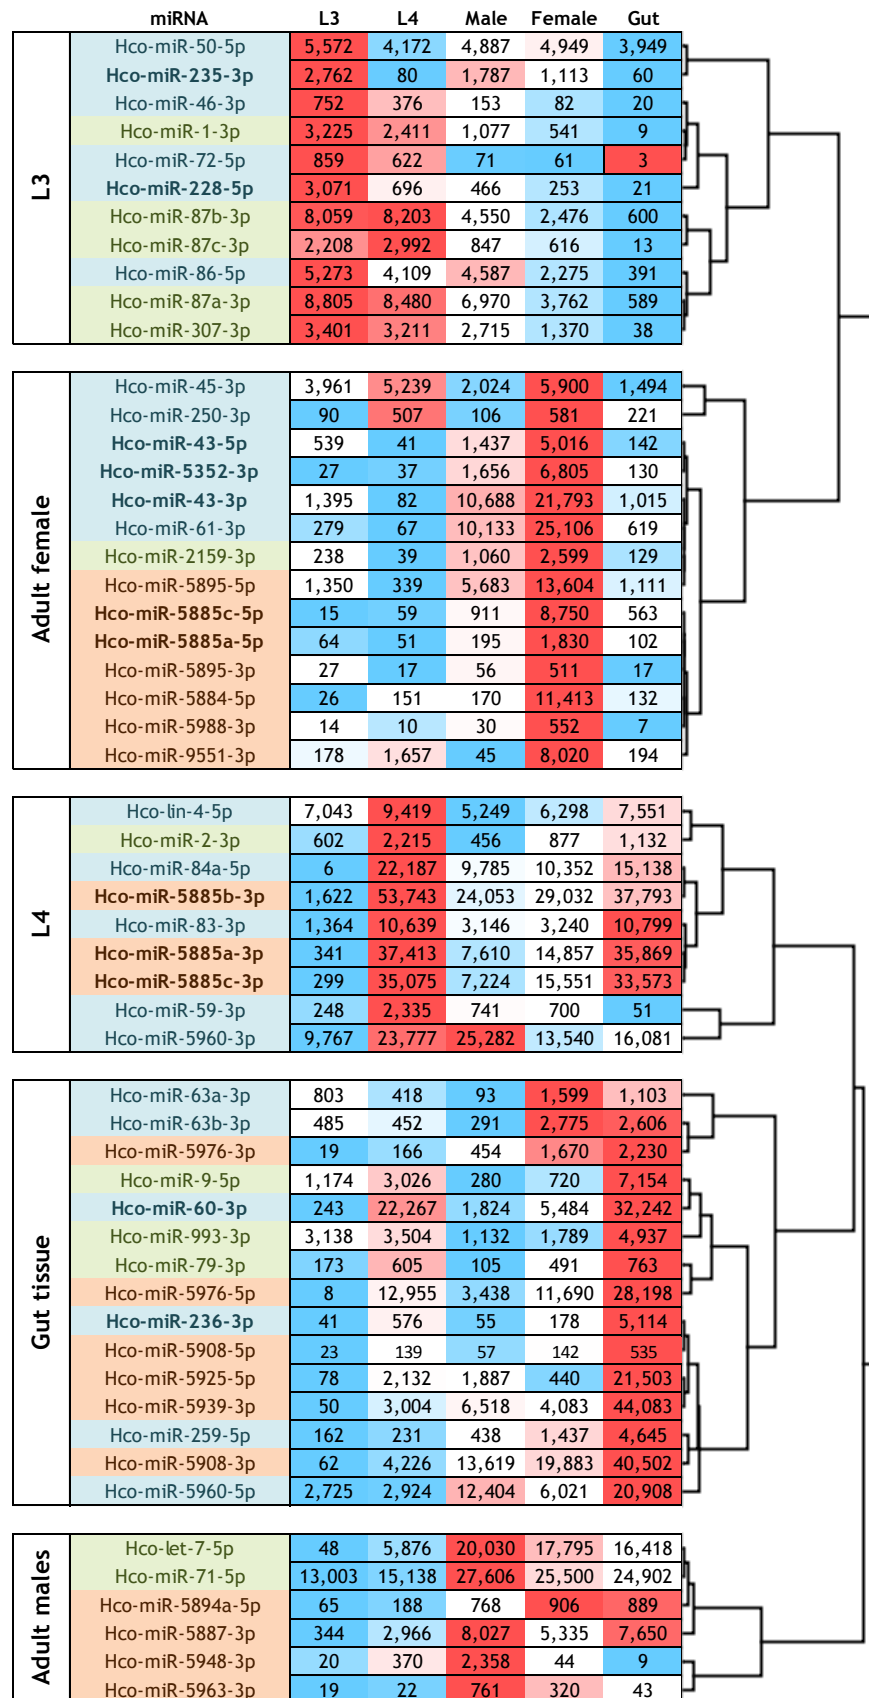 miRNA L3 L4 Male Female Gut
L3
Hco-miR-50-5p 5,572 4,172 4,887 4,949 3,949
Hco-miR-235-3p 2,762 80 1,787 1,113 60
Hco-miR-46-3p 752 376 153 82 20
Hco-miR-1-3p 3,225 2,411 1,077 541 9
Hco-miR-72-5p 859 622 71 61 3
Hco-miR-228-5p 3,071 696 466 253 21
Hco-miR-87b-3p 8,059 8,203 4,550 2,476 600
Hco-miR-87c-3p 2,208 2,992 847 616 13
Hco-miR-86-5p 5,273 4,109 4,587 2,275 391
Hco-miR-87a-3p 8,805 8,480 6,970 3,762 589
Hco-miR-307-3p 3,401 3,211 2,715 1,370 38
Adult female
Hco-miR-45-3p 3,961 5,239 2,024 5,900 1,494
Hco-miR-250-3p 90 507 106 581 221
Hco-miR-43-5p 539 41 1,437 5,016 142
Hco-miR-5352-3p 27 37 1,656 6,805 130
Hco-miR-43-3p 1,395 82 10,688 21,793 1,015
Hco-miR-61-3p 279 67 10,133 25,106 619
Hco-miR-2159-3p 238 39 1,060 2,599 129
Hco-miR-5895-5p 1,350 339 5,683 13,604 1,111
Hco-miR-5885c-5p 15 59 911 8,750 563
Hco-miR-5885a-5p 64 51 195 1,830 102
Hco-miR-5895-3p 27 17 56 511 17
Hco-miR-5884-5p 26 151 170 11,413 132
Hco-miR-5988-3p 14 10 30 552 7
Hco-miR-9551-3p 178 1,657 45 8,020 194
L4
Hco-lin-4-5p 7,043 9,419 5,249 6,298 7,551
Hco-miR-2-3p 602 2,215 456 877 1,132
Hco-miR-84a-5p 6 22,187 9,785 10,352 15,138
Hco-miR-5885b-3p 1,622 53,743 24,053 29,032 37,793
Hco-miR-83-3p 1,364 10,639 3,146 3,240 10,799
Hco-miR-5885a-3p 341 37,413 7,610 14,857 35,869
Hco-miR-5885c-3p 299 35,075 7,224 15,551 33,573
Hco-miR-59-3p 248 2,335 741 700 51
Hco-miR-5960-3p 9,767 23,777 25,282 13,540 16,081
Gut tissue
Hco-miR-63a-3p 803 418 93 1,599 1,103
Hco-miR-63b-3p 485 452 291 2,775 2,606
Hco-miR-5976-3p 19 166 454 1,670 2,230
Hco-miR-9-5p 1,174 3,026 280 720 7,154
Hco-miR-60-3p 243 22,267 1,824 5,484 32,242
Hco-miR-993-3p 3,138 3,504 1,132 1,789 4,937
Hco-miR-79-3p 173 605 105 491 763
Hco-miR-5976-5p 8 12,955 3,438 11,690 28,198
Hco-miR-236-3p 41 576 55 178 5,114
Hco-miR-5908-5p 23 139 57 142 535
Hco-miR-5925-5p 78 2,132 1,887 440 21,503
Hco-miR-5939-3p 50 3,004 6,518 4,083 44,083
Hco-miR-259-5p 162 231 438 1,437 4,645
Hco-miR-5908-3p 62 4,226 13,619 19,883 40,502
Hco-miR-5960-5p 2,725 2,924 12,404 6,021 20,908
Adult males
Hco-let-7-5p 48 5,876 20,030 17,795 16,418
Hco-miR-71-5p 13,003 15,138 27,606 25,500 24,902
Hco-miR-5894a-5p 65 188 768 906 889
Hco-miR-5887-3p 344 2,966 8,027 5,335 7,650
Hco-miR-5948-3p 20 370 2,358 44 9
Hco-miR-5963-3p 19 22 761 320 43